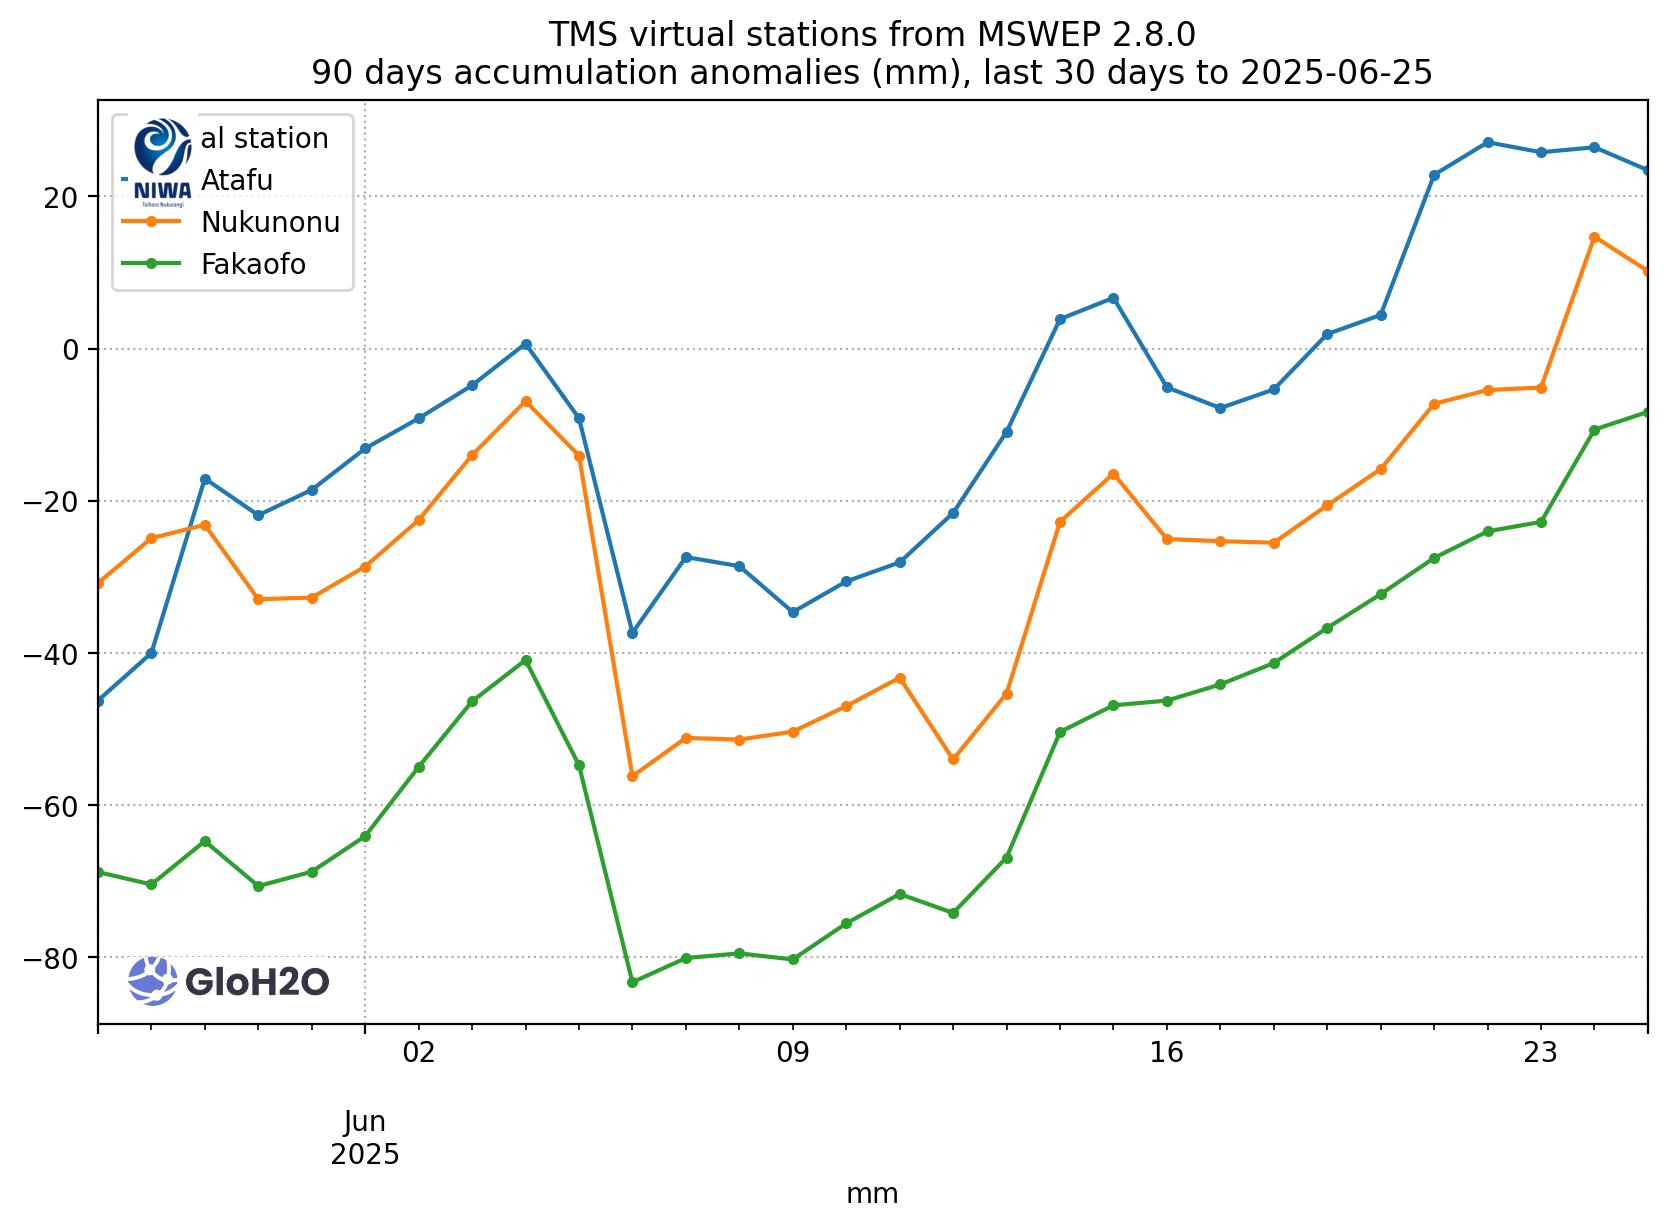 TMS virtual stations from MSWEP 2.8.0
90 days accumulation anomalies (mm), last 30 days to 2025-06-25
al station
NIWA
Taihoro Nukurangi
Atafu
Nukunonu
Fakaofo
20
0
−20
−40
−60
−80
GloH2O
02
09
16
23
Jun
2025
mm